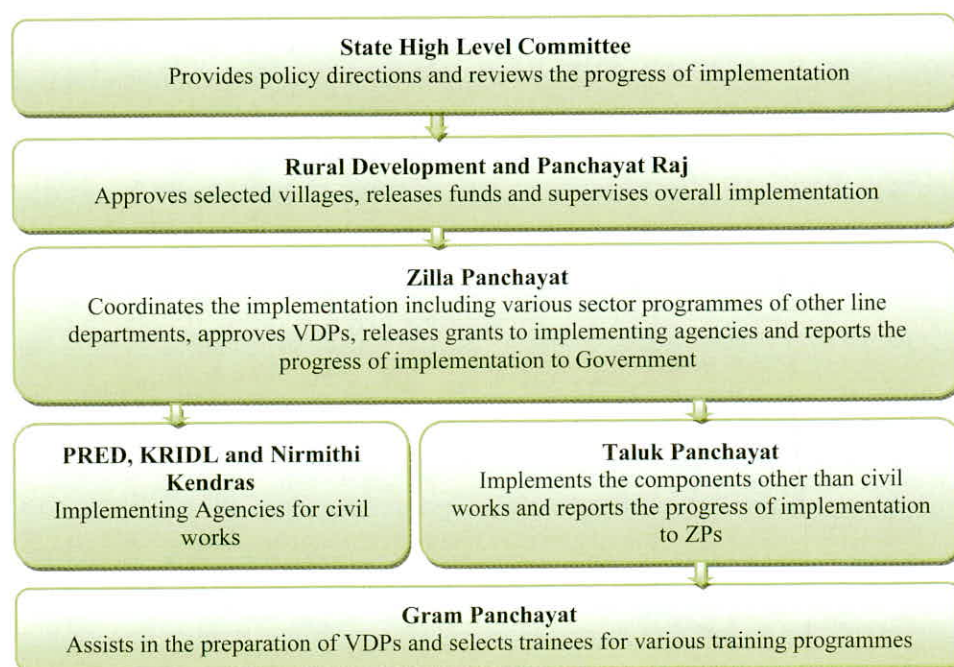 State High Level Committee
Provides policy directions and reviews the progress of implementation
Rural Development and Panchayat Raj
Approves selected villages, releases funds and supervises overall implementation
Zilla Panchayat
Coordinates the implementation including various sector programmes of other line
departments, approves VDPs, releases grants to implementing agencies and reports the
progress of implementation to Government
PRED, KRIDL and Nirmithi
Kendras
Implementing Agencies for civil
works
Taluk Panchayat
Implements the components other than civil
works and reports the progress of implementation
to ZPs
Gram Panchayat
Assists in the preparation of VDPs and selects trainees for various training programmes